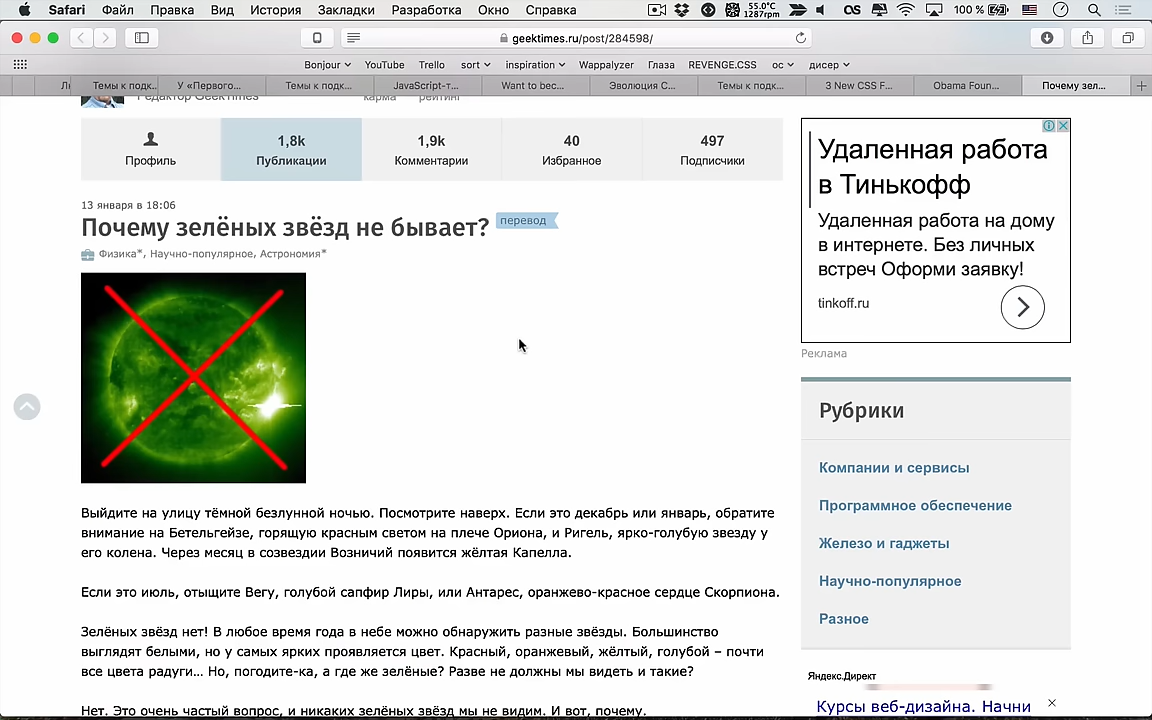 Safari Файл Правка Вид История Закладки Разработка Окно Справка 55.0°C 1287rpm 100 %
geektimes.ru/post/284598/
Bonjour YouTube Trello sort inspiration Wappalyzer Глаза REVENGE.CSS ос дисер
Темы к подк... У «Первого... Темы к подк... JavaScript-т... Want to bec... Эволюция С... Темы к подк... 3 New CSS F... Obama Foun... Почему зел...
Редактор GeekTimes карма рейтинг
1,8k 1,9k 40 497
Профиль Публикации Комментарии Избранное Подписчики
13 января в 18:06
Почему зелёных звёзд не бывает? перевод
Физика*, Научно-популярное, Астрономия*
Выйдите на улицу тёмной безлунной ночью. Посмотрите наверх. Если это декабрь или январь, обратите
внимание на Бетельгейзе, горящую красным светом на плече Ориона, и Ригель, ярко-голубую звезду у
его колена. Через месяц в созвездии Возничий появится жёлтая Капелла.
Если это июль, отыщите Вегу, голубой сапфир Лиры, или Антарес, оранжево-красное сердце Скорпиона.
Зелёных звёзд нет! В любое время года в небе можно обнаружить разные звёзды. Большинство
выглядят белыми, но у самых ярких проявляется цвет. Красный, оранжевый, жёлтый, голубой – почти
все цвета радуги... Но, погодите-ка, а где же зелёные? Разве не должны мы видеть и такие?
Нет. Это очень частый вопрос, и никаких зелёных звёзд мы не видим. И вот, почему.
Удаленная работа
в Тинькофф
Удаленная работа на дому
в интернете. Без личных
встреч Оформи заявку!
tinkoff.ru
Реклама
Рубрики
Компании и сервисы
Программное обеспечение
Железо и гаджеты
Научно-популярное
Разное
Яндекс.Директ
Курсы веб-дизайна. Начни